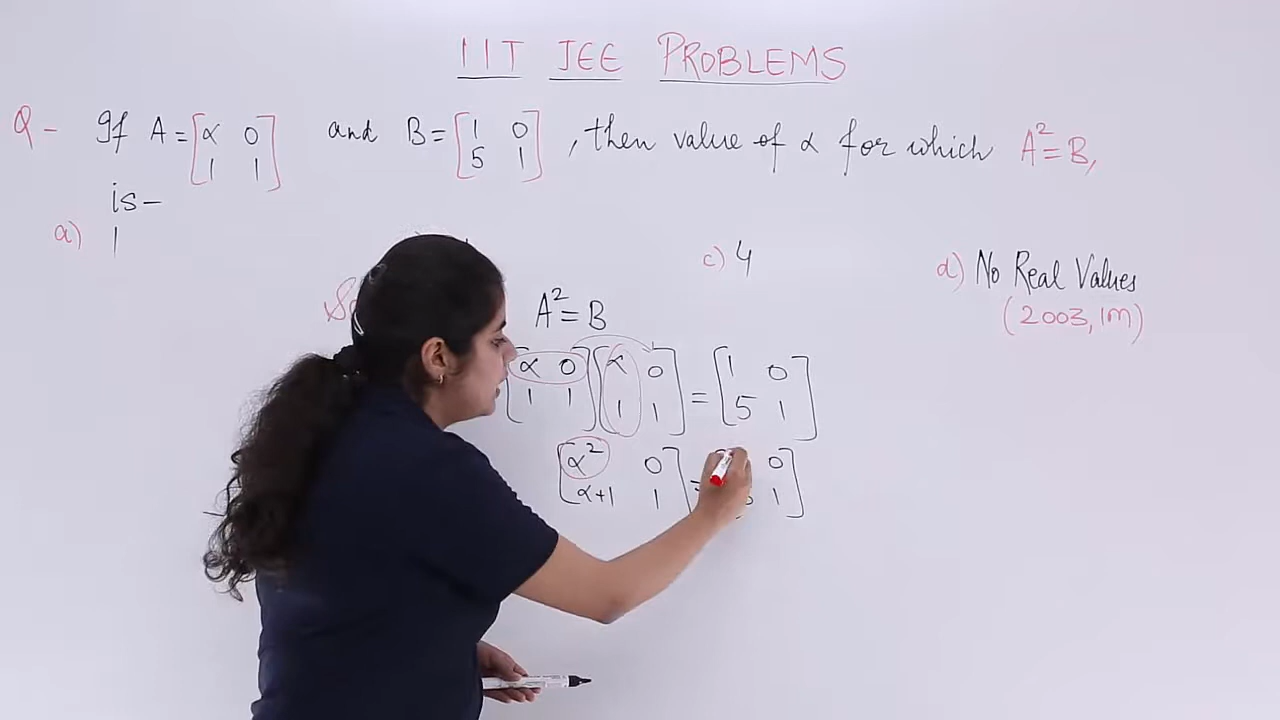 IIT JEE PROBLEMS
Q- If A = [α 0 and B = [1 0 , then value of α for which A² = B,
1 1] 5 1]
is-
a) 1 c) 4 d) No Real Values
(2003, 1M)
A² = B
[α 0 [α 0 = [1 0
1 1] 1 1] 5 1]
[α² 0 = 0
α+1 1] 1]